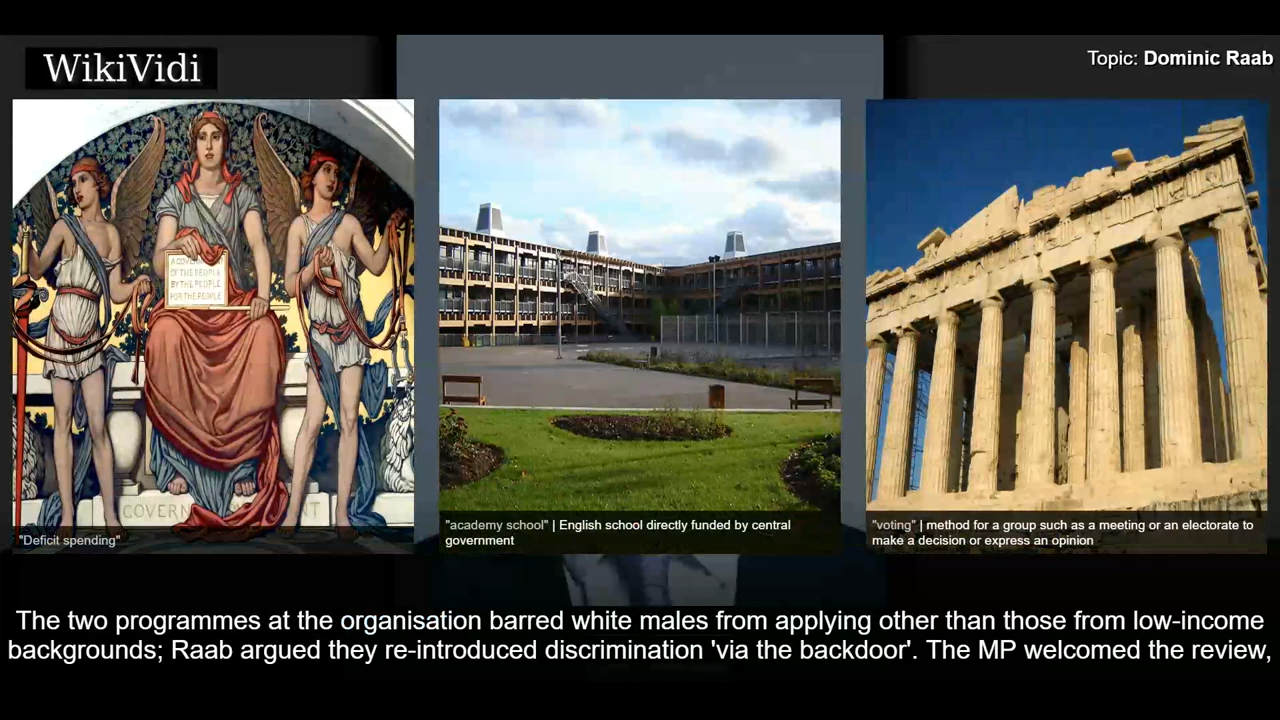 WikiVidi
Topic: Dominic Raab
OF THE PEOPLE
BY THE PEOPLE
FOR THE PEOPLE
"Deficit spending"
"academy school" | English school directly funded by central
government
"voting" | method for a group such as a meeting or an electorate to
make a decision or express an opinion
The two programmes at the organisation barred white males from applying other than those from low-income
backgrounds; Raab argued they re-introduced discrimination 'via the backdoor'. The MP welcomed the review,